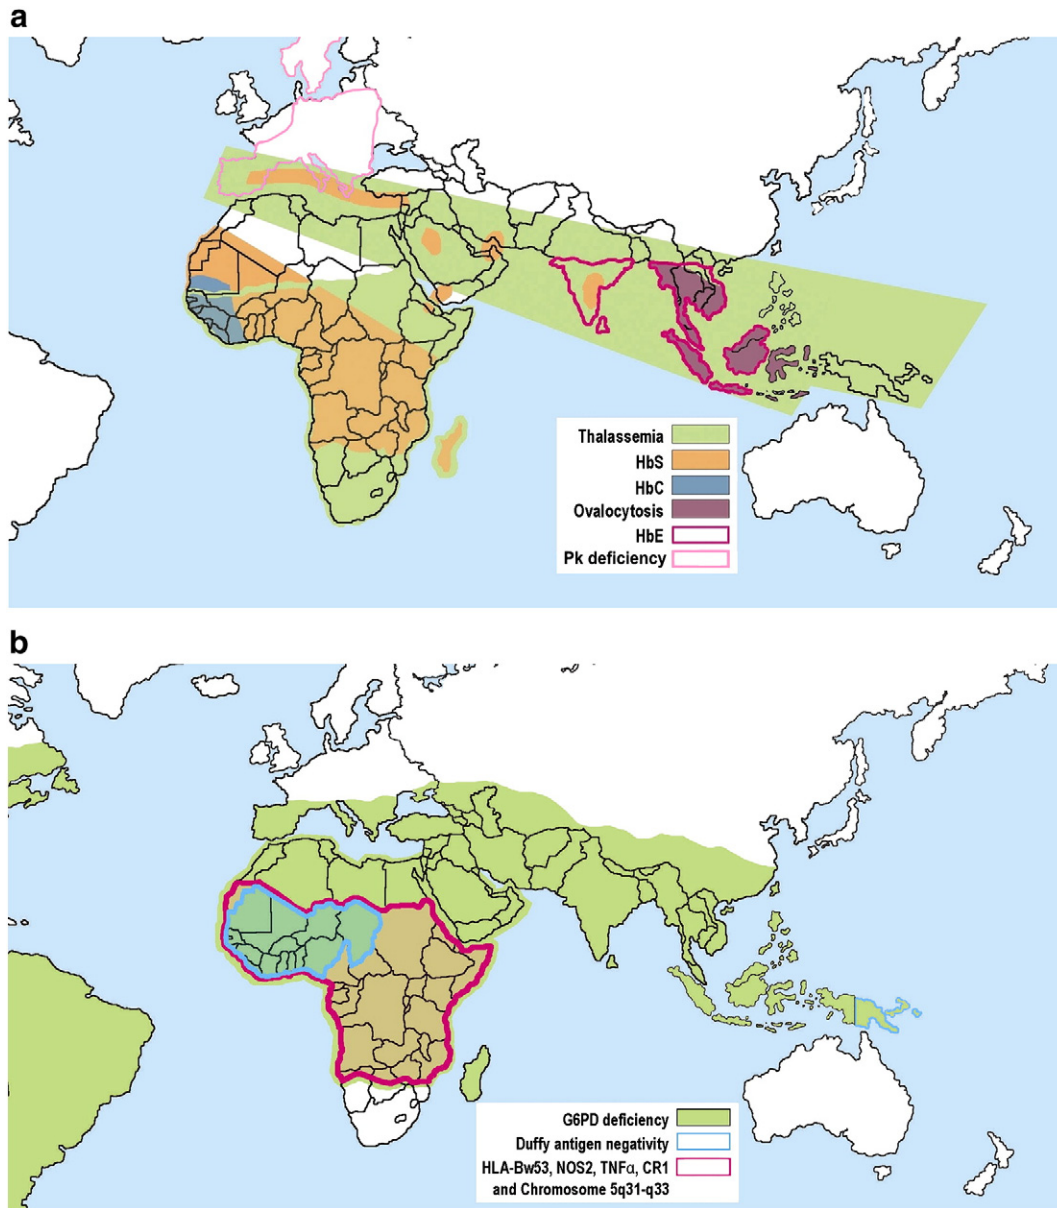 a
Thalassemia
HbS
HbC
Ovalocytosis
HbE
Pk deficiency
b
G6PD deficiency
Duffy antigen negativity
HLA-Bw53, NOS2, TNFα, CR1
and Chromosome 5q31-q33